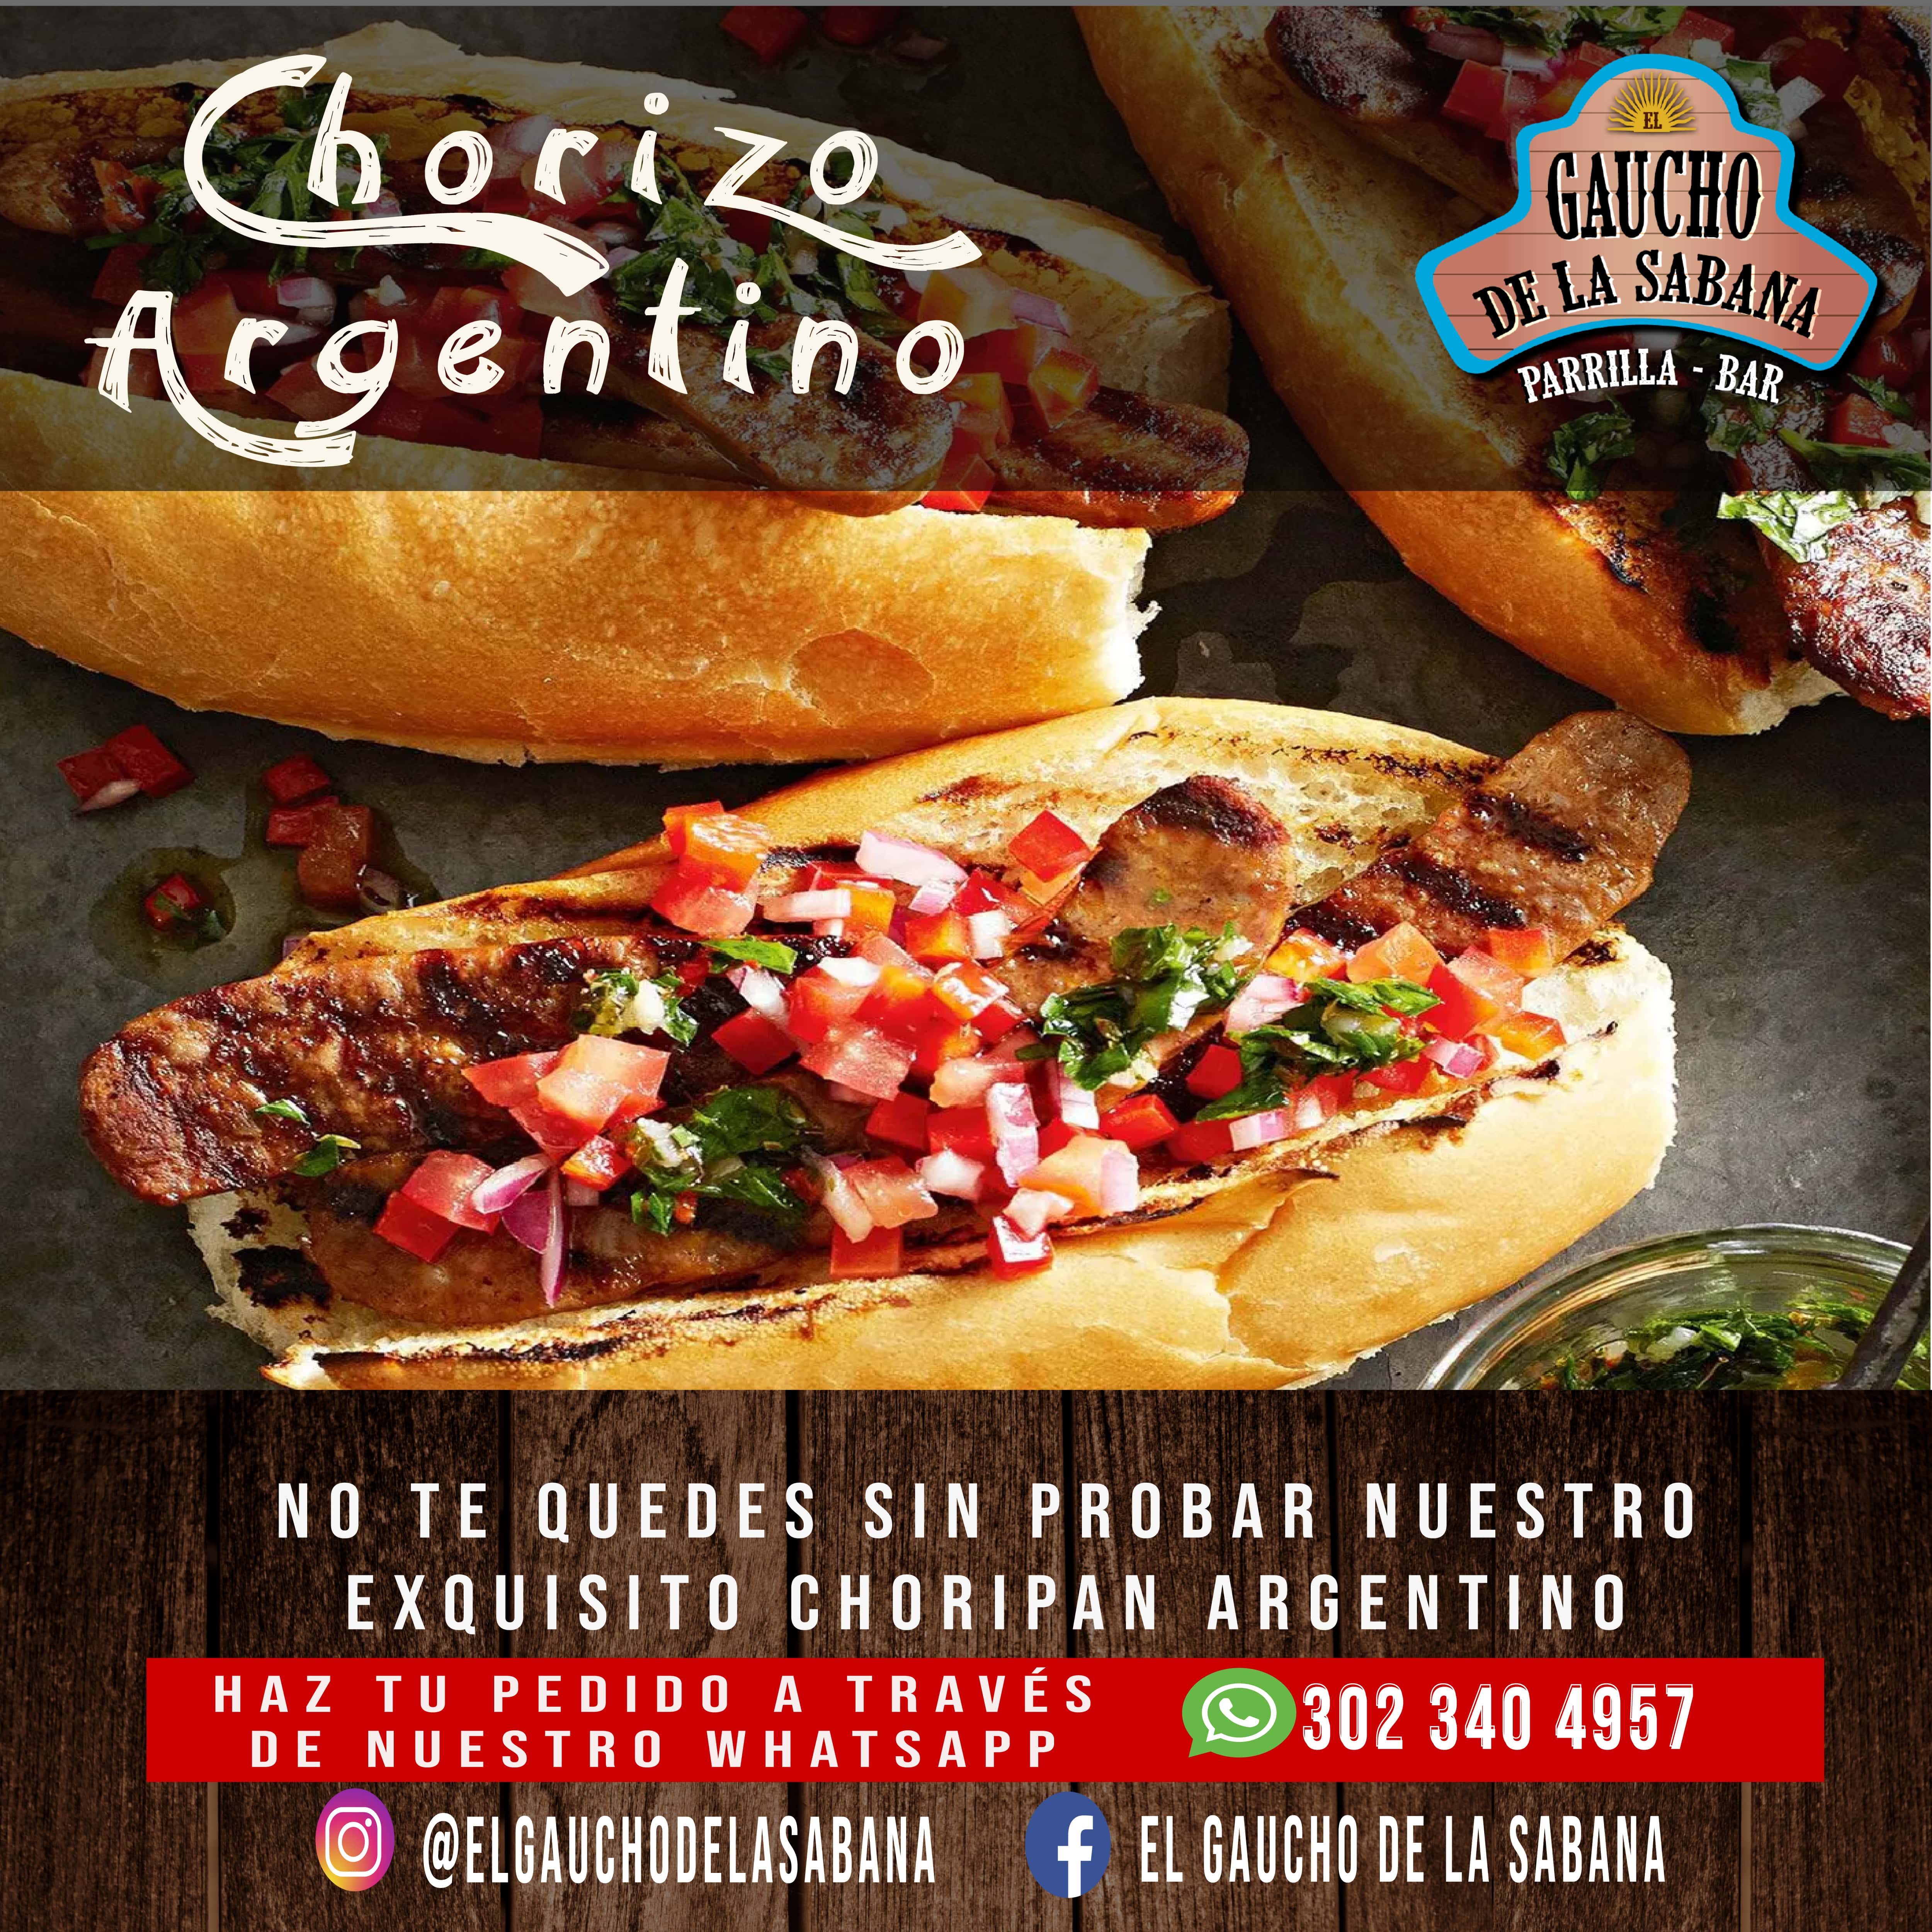 Chorizo
Argentino
EL
GAUCHO
DE LA SABANA
PARRILLA - BAR
NO TE QUEDES SIN PROBAR NUESTRO
EXQUISITO CHORIPAN ARGENTINO
HAZ TU PEDIDO A TRAVÉS
DE NUESTRO WHATSAPP
302 340 4957
@ELGAUCHODELASABANA
EL GAUCHO DE LA SABANA